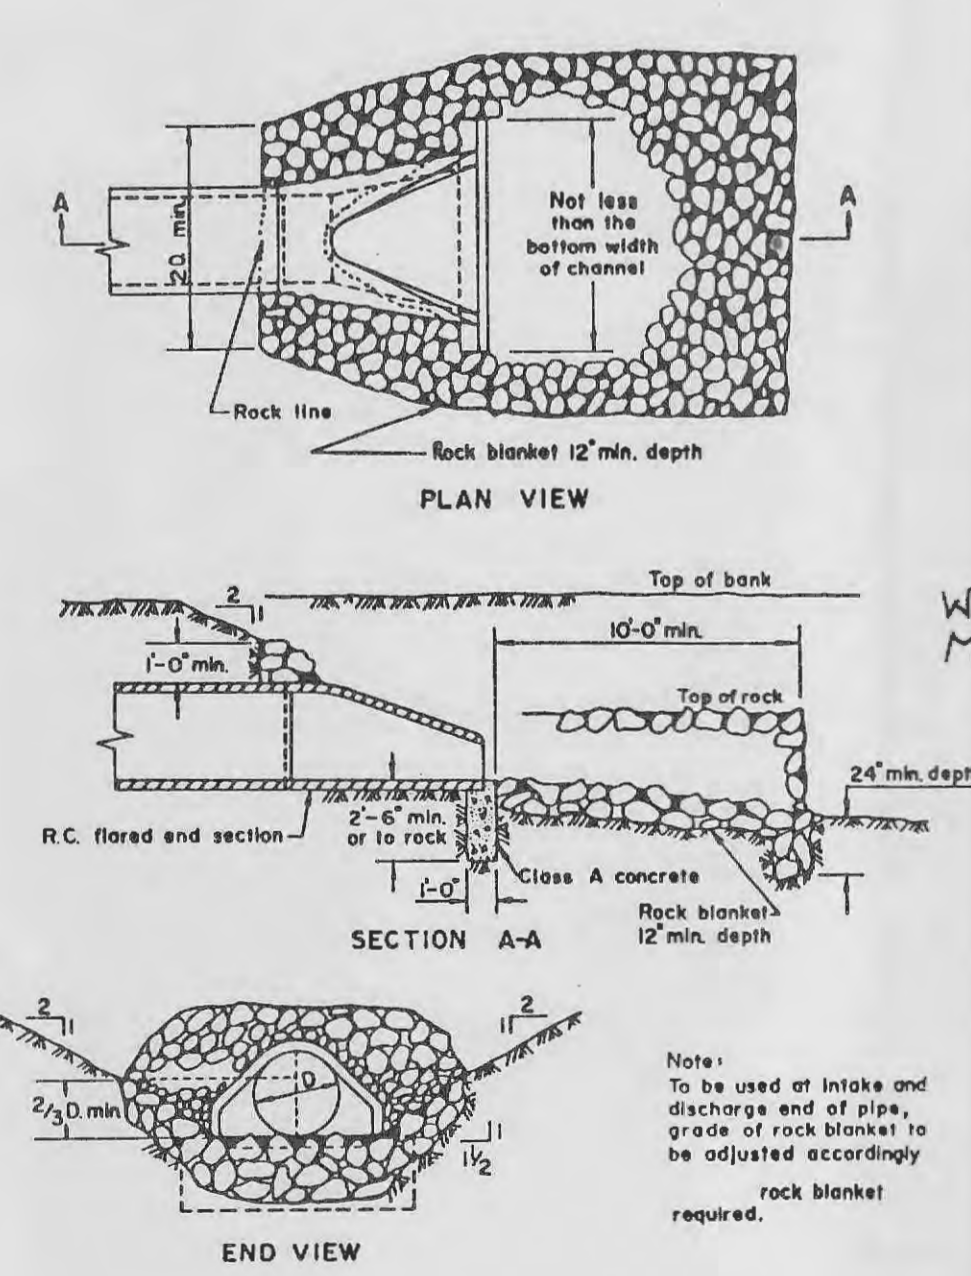 A
A
2D. min.
Not less
than the
bottom width
of channel
Rock line
Rock blanket 12" min. depth
PLAN VIEW
Top of bank
2
1
10'-0" min.
1'-0" min.
Top of rock
24" min. depth
R.C. flared end section
2'-6" min.
or to rock
Class A concrete
1'-0"
Rock blanket
12" min. depth
SECTION A-A
2
1
2
1
D
2/3 D. min.
1
1 1/2
END VIEW
Note:
To be used at intake and
discharge end of pipe,
grade of rock blanket to
be adjusted accordingly
rock blanket
required.